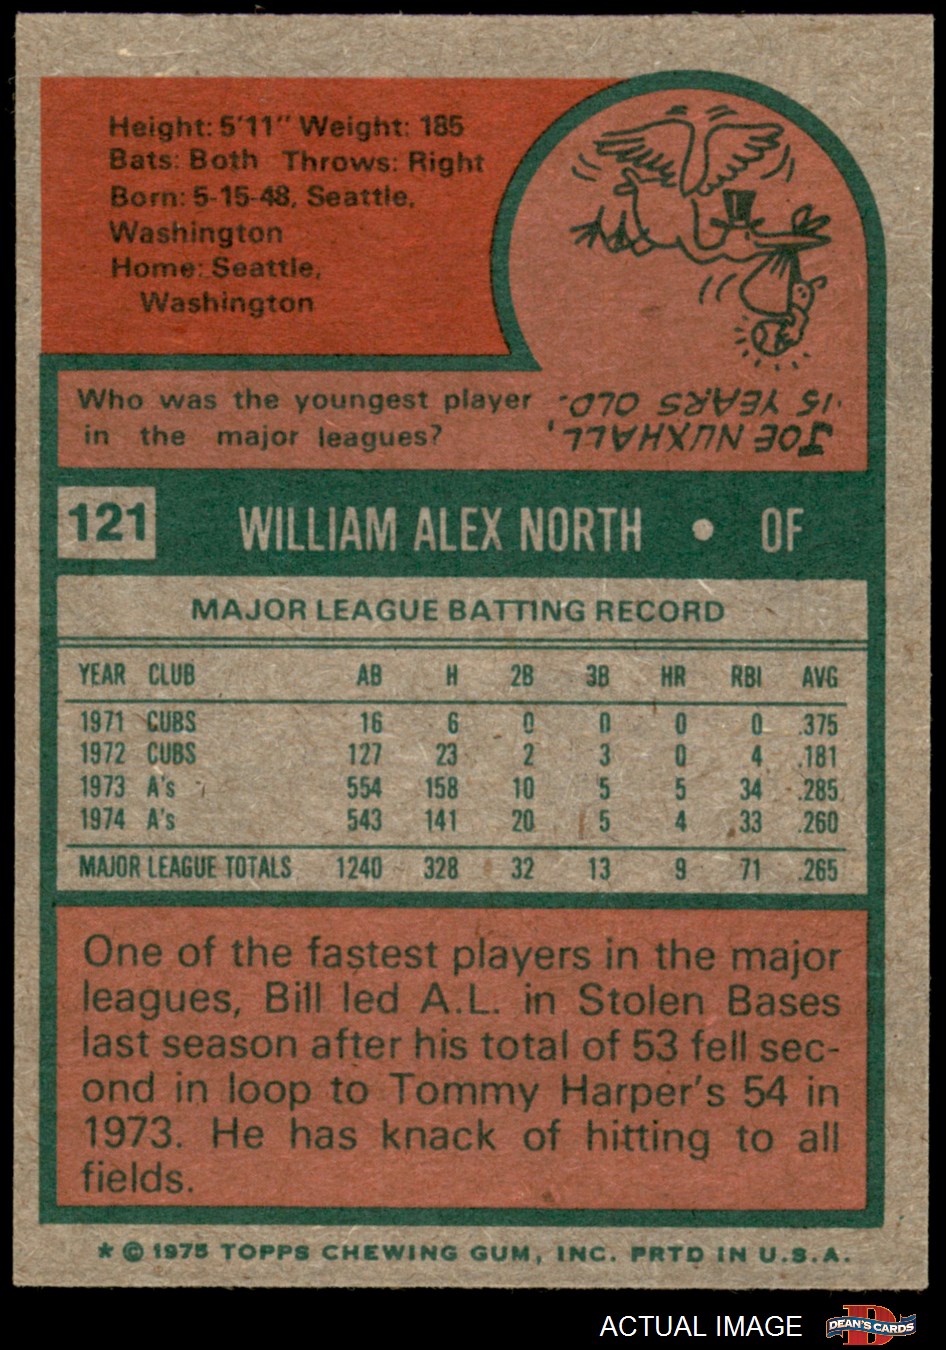 Height: 5'11" Weight: 185
Bats: Both Throws: Right
Born: 5-15-48, Seattle,
Washington
Home: Seattle,
Washington
Who was the youngest player
in the major leagues?
JOE NUXHALL,
15 YEARS OLD.
121 WILLIAM ALEX NORTH • OF
MAJOR LEAGUE BATTING RECORD
YEAR CLUB AB H 2B 3B HR RBI AVG
1971 CUBS 16 6 0 0 0 0 .375
1972 CUBS 127 23 2 3 0 4 .181
1973 A's 554 158 10 5 5 34 .285
1974 A's 543 141 20 5 4 33 .260
MAJOR LEAGUE TOTALS 1240 328 32 13 9 71 .265
One of the fastest players in the major
leagues, Bill led A.L. in Stolen Bases
last season after his total of 53 fell sec-
ond in loop to Tommy Harper's 54 in
1973. He has knack of hitting to all
fields.
* © 1975 TOPPS CHEWING GUM, INC. PRTD IN U.S.A.
ACTUAL IMAGE
D
DEAN'S CARDS